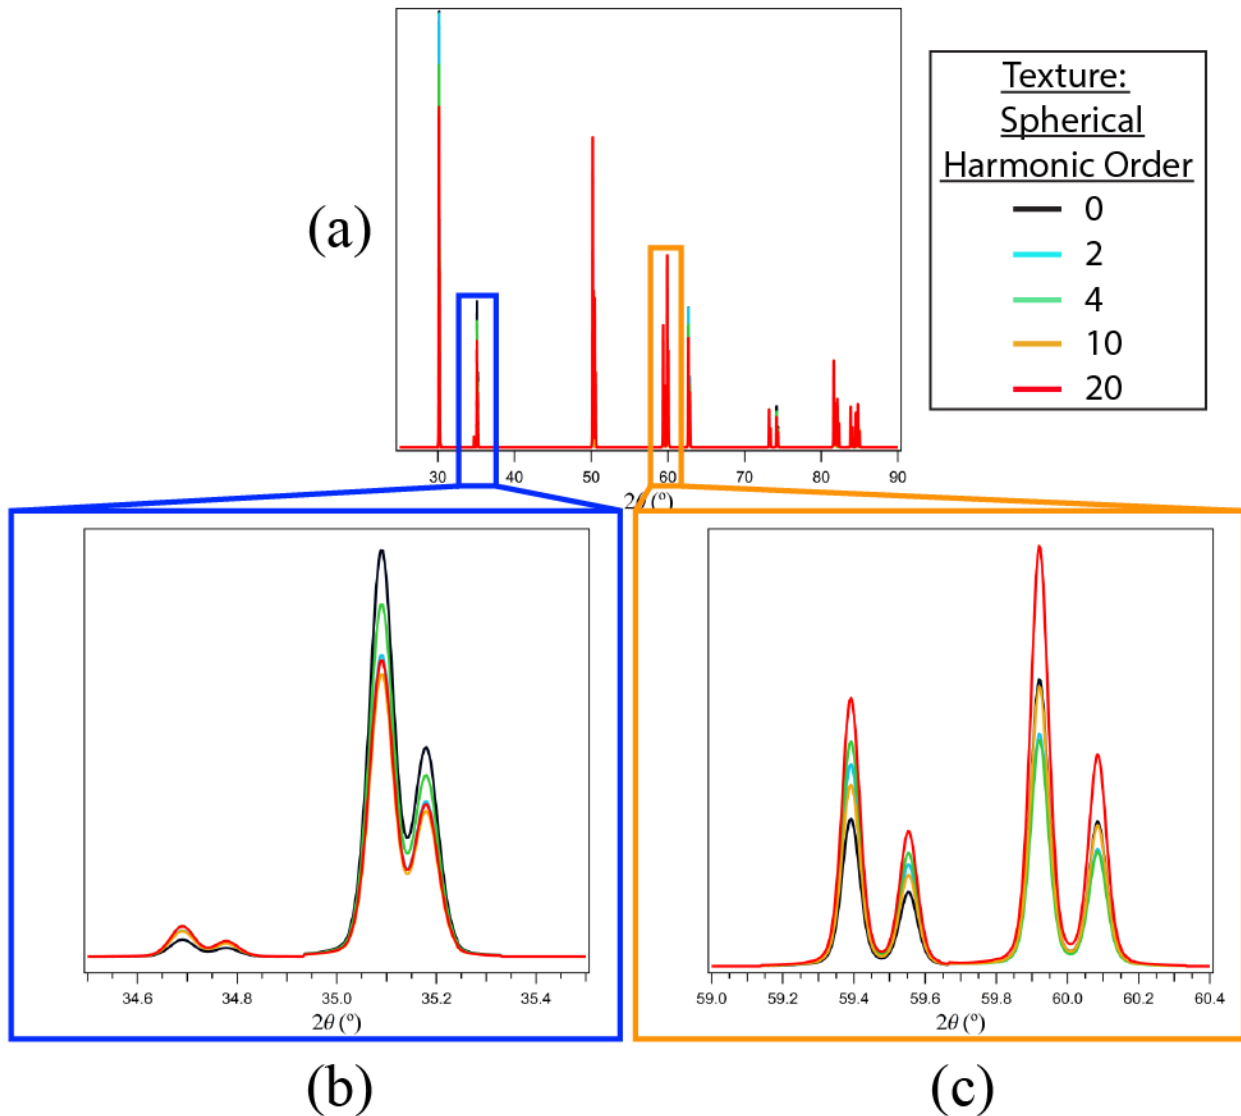 Texture:
Spherical
Harmonic Order
0
2
4
10
20
(a)
30 40 50 60 70 80 90
2θ (º)
34.6 34.8 35.0 35.2 35.4
2θ (º)
(b)
59.0 59.2 59.4 59.6 59.8 60.0 60.2 60.4
2θ (º)
(c)